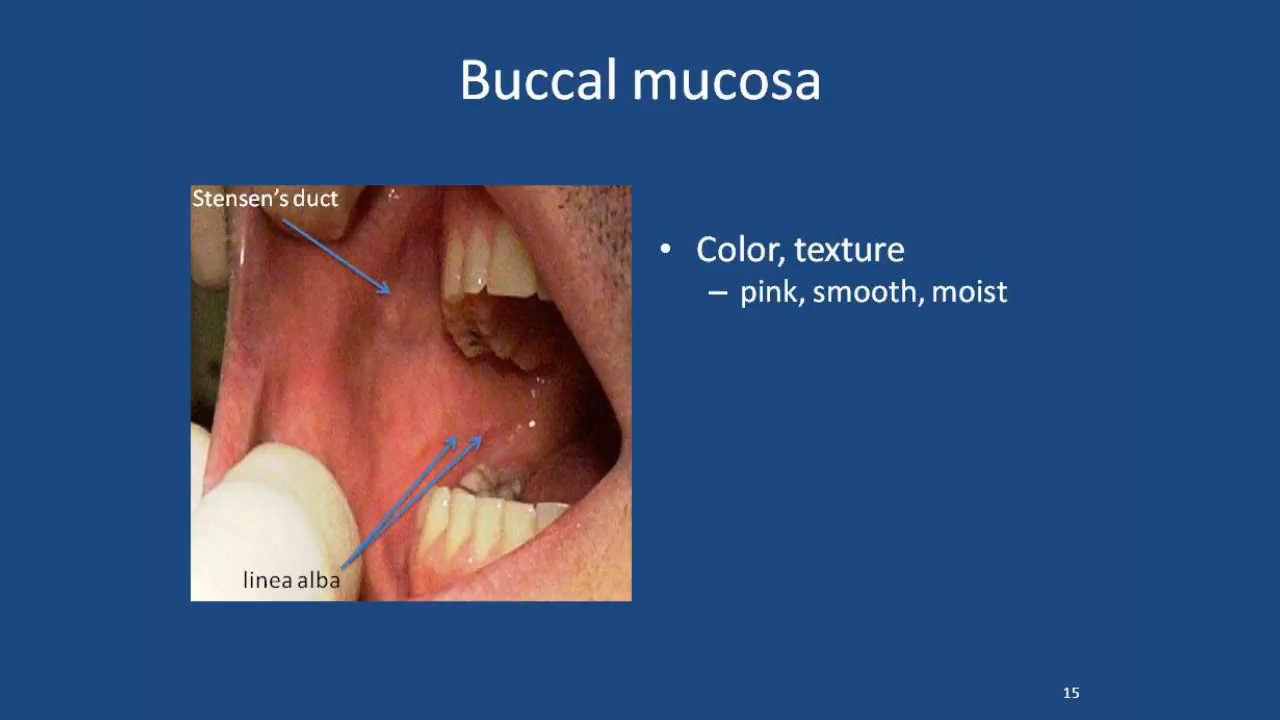 Buccal mucosa
Stensen's duct
linea alba
• Color, texture
– pink, smooth, moist
15